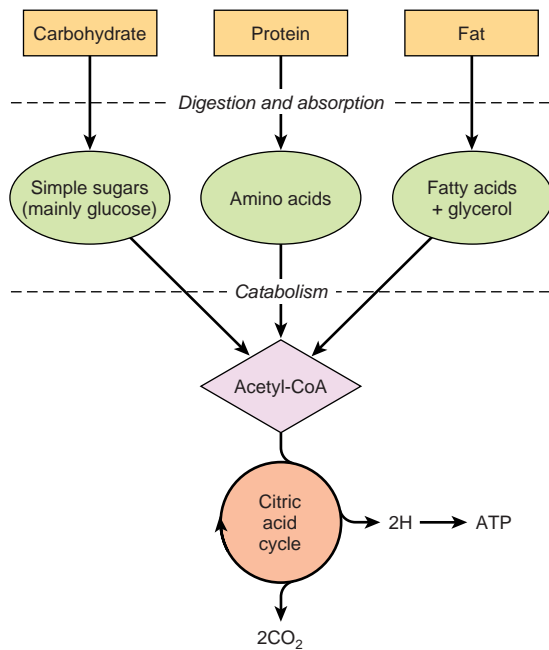 Carbohydrate
Protein
Fat
Digestion and absorption
Simple sugars
(mainly glucose)
Amino acids
Fatty acids
+ glycerol
Catabolism
Acetyl-CoA
Citric
acid
cycle
2H
ATP
2CO₂